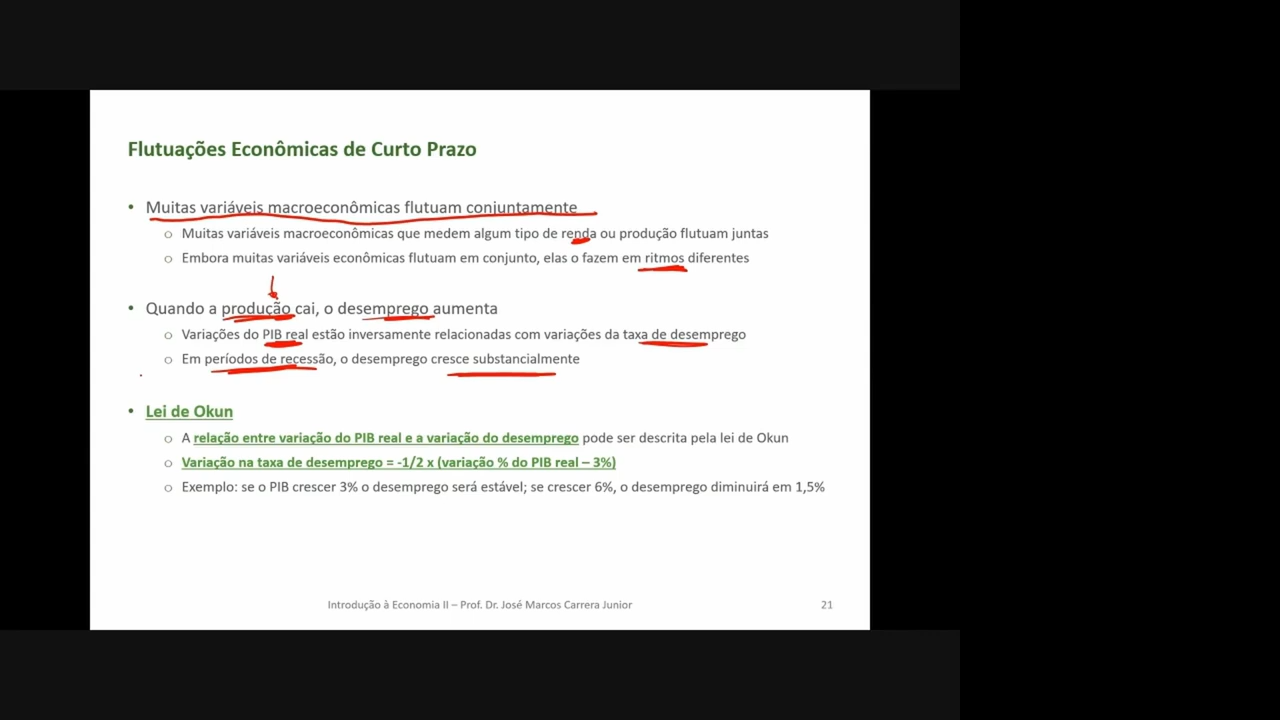 Flutuações Econômicas de Curto Prazo
• Muitas variáveis macroeconômicas flutuam conjuntamente
o Muitas variáveis macroeconômicas que medem algum tipo de renda ou produção flutuam juntas
o Embora muitas variáveis econômicas flutuam em conjunto, elas o fazem em ritmos diferentes
• Quando a produção cai, o desemprego aumenta
o Variações do PIB real estão inversamente relacionadas com variações da taxa de desemprego
o Em períodos de recessão, o desemprego cresce substancialmente
• Lei de Okun
o A relação entre variação do PIB real e a variação do desemprego pode ser descrita pela lei de Okun
o Variação na taxa de desemprego = -1/2 x (variação % do PIB real – 3%)
o Exemplo: se o PIB crescer 3% o desemprego será estável; se crescer 6%, o desemprego diminuirá em 1,5%
Introdução à Economia II – Prof. Dr. José Marcos Carrera Junior 21